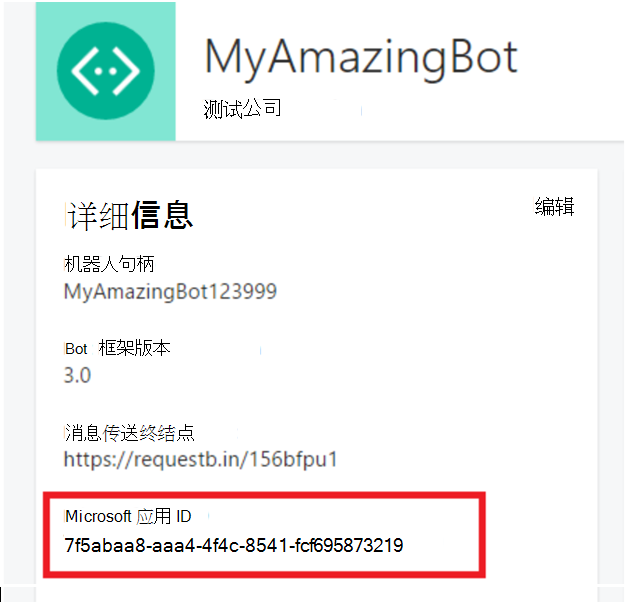 MyAmazingBot
测试公司
详细信息
编辑
机器人句柄
MyAmazingBot123999
Bot 框架版本
3.0
消息传送终结点
https://requestb.in/156bfpu1
Microsoft 应用 ID
7f5abaa8-aaa4-4f4c-8541-fcf695873219